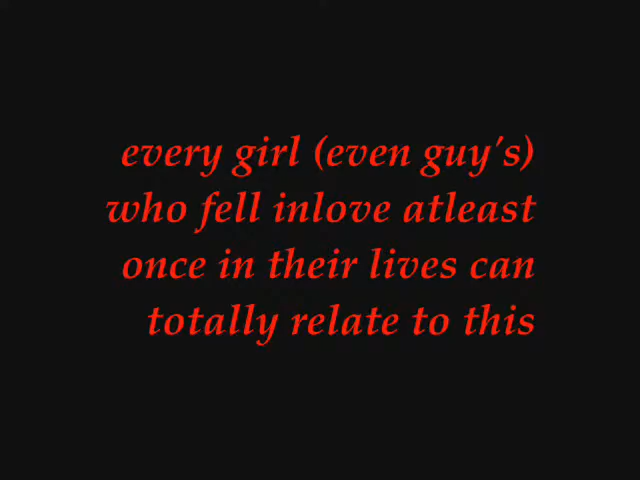 every girl (even guy's)
who fell inlove atleast
once in their lives can
totally relate to this